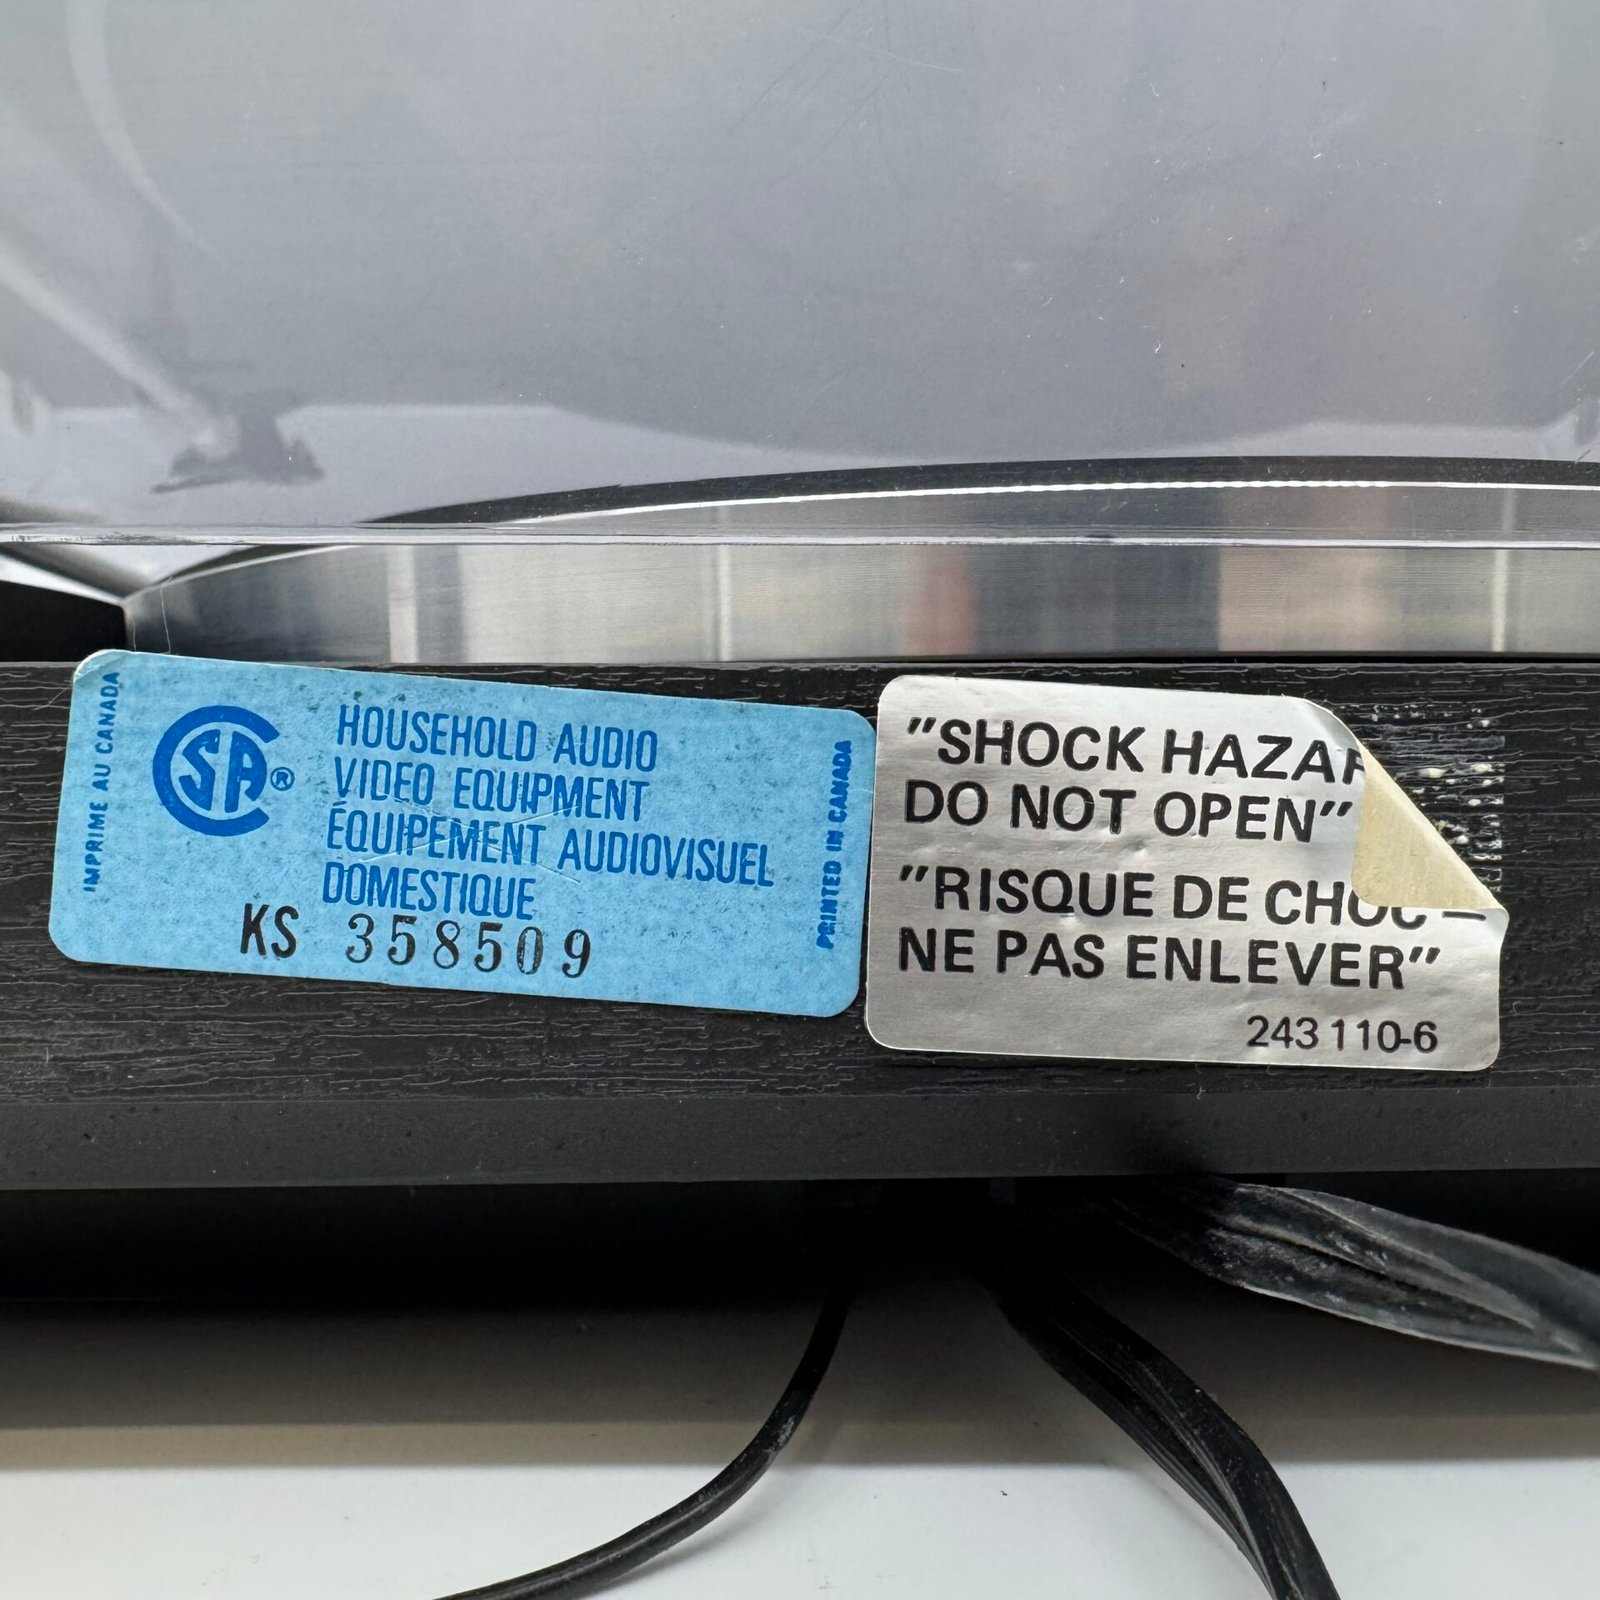 IMPRIME AU CANADA
CSA®
HOUSEHOLD AUDIO
VIDEO EQUIPMENT
ÉQUIPEMENT AUDIOVISUEL
DOMESTIQUE
KS 358509
PRINTED IN CANADA
"SHOCK
DO NOT OPEN"
"RISQUE DE CHOC –
NE PAS ENLEVER"
243 110-6